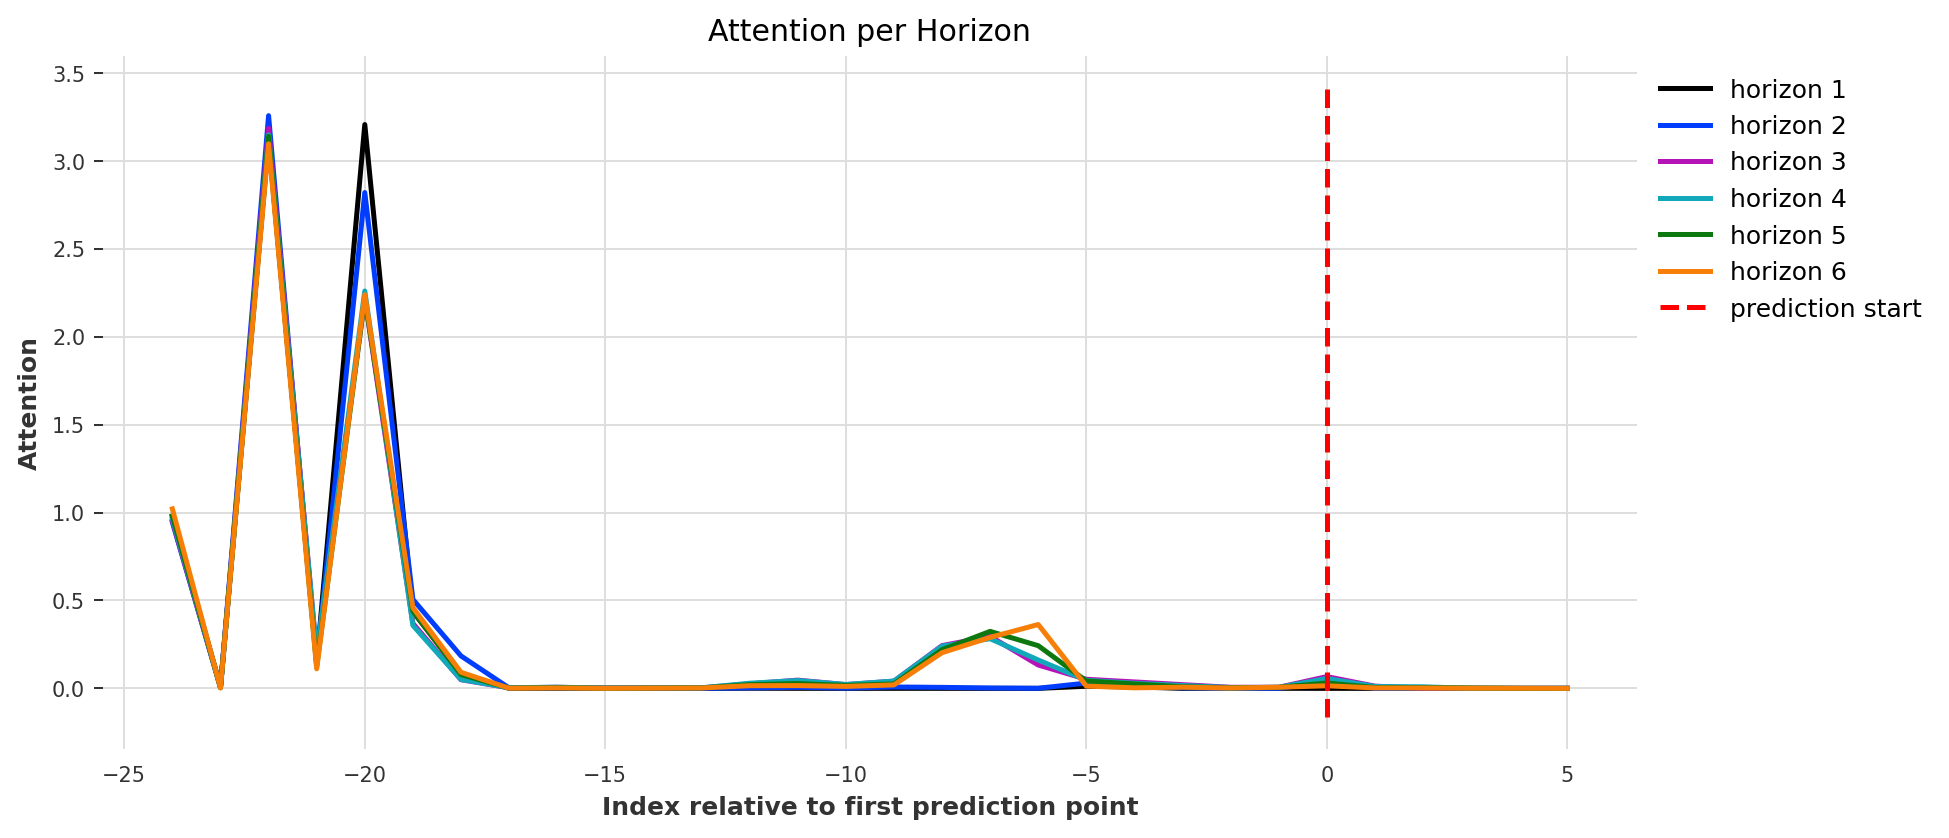 Attention per Horizon
3.5
3.0
2.5
2.0
1.5
1.0
0.5
0.0
Attention
−25
−20
−15
−10
−5
0
5
Index relative to first prediction point
horizon 1
horizon 2
horizon 3
horizon 4
horizon 5
horizon 6
prediction start